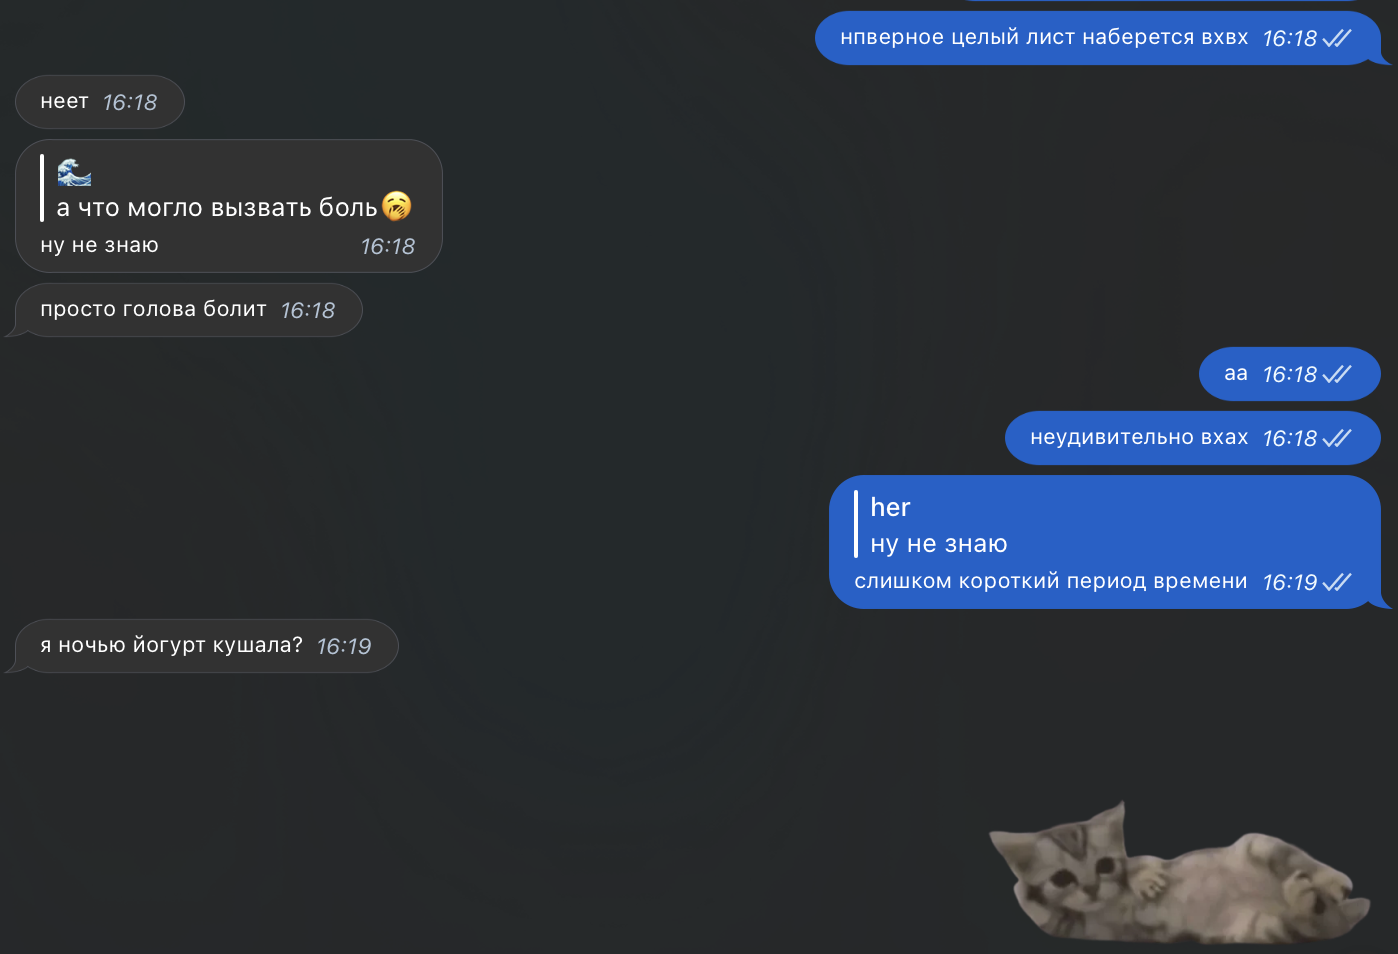 нпверное целый лист наберется вхвх 16:18
неет 16:18
🌊
а что могло вызвать боль🥱
ну не знаю 16:18
просто голова болит 16:18
аа 16:18
неудивительно вхах 16:18
her
ну не знаю
слишком короткий период времени 16:19
я ночью йогурт кушала? 16:19